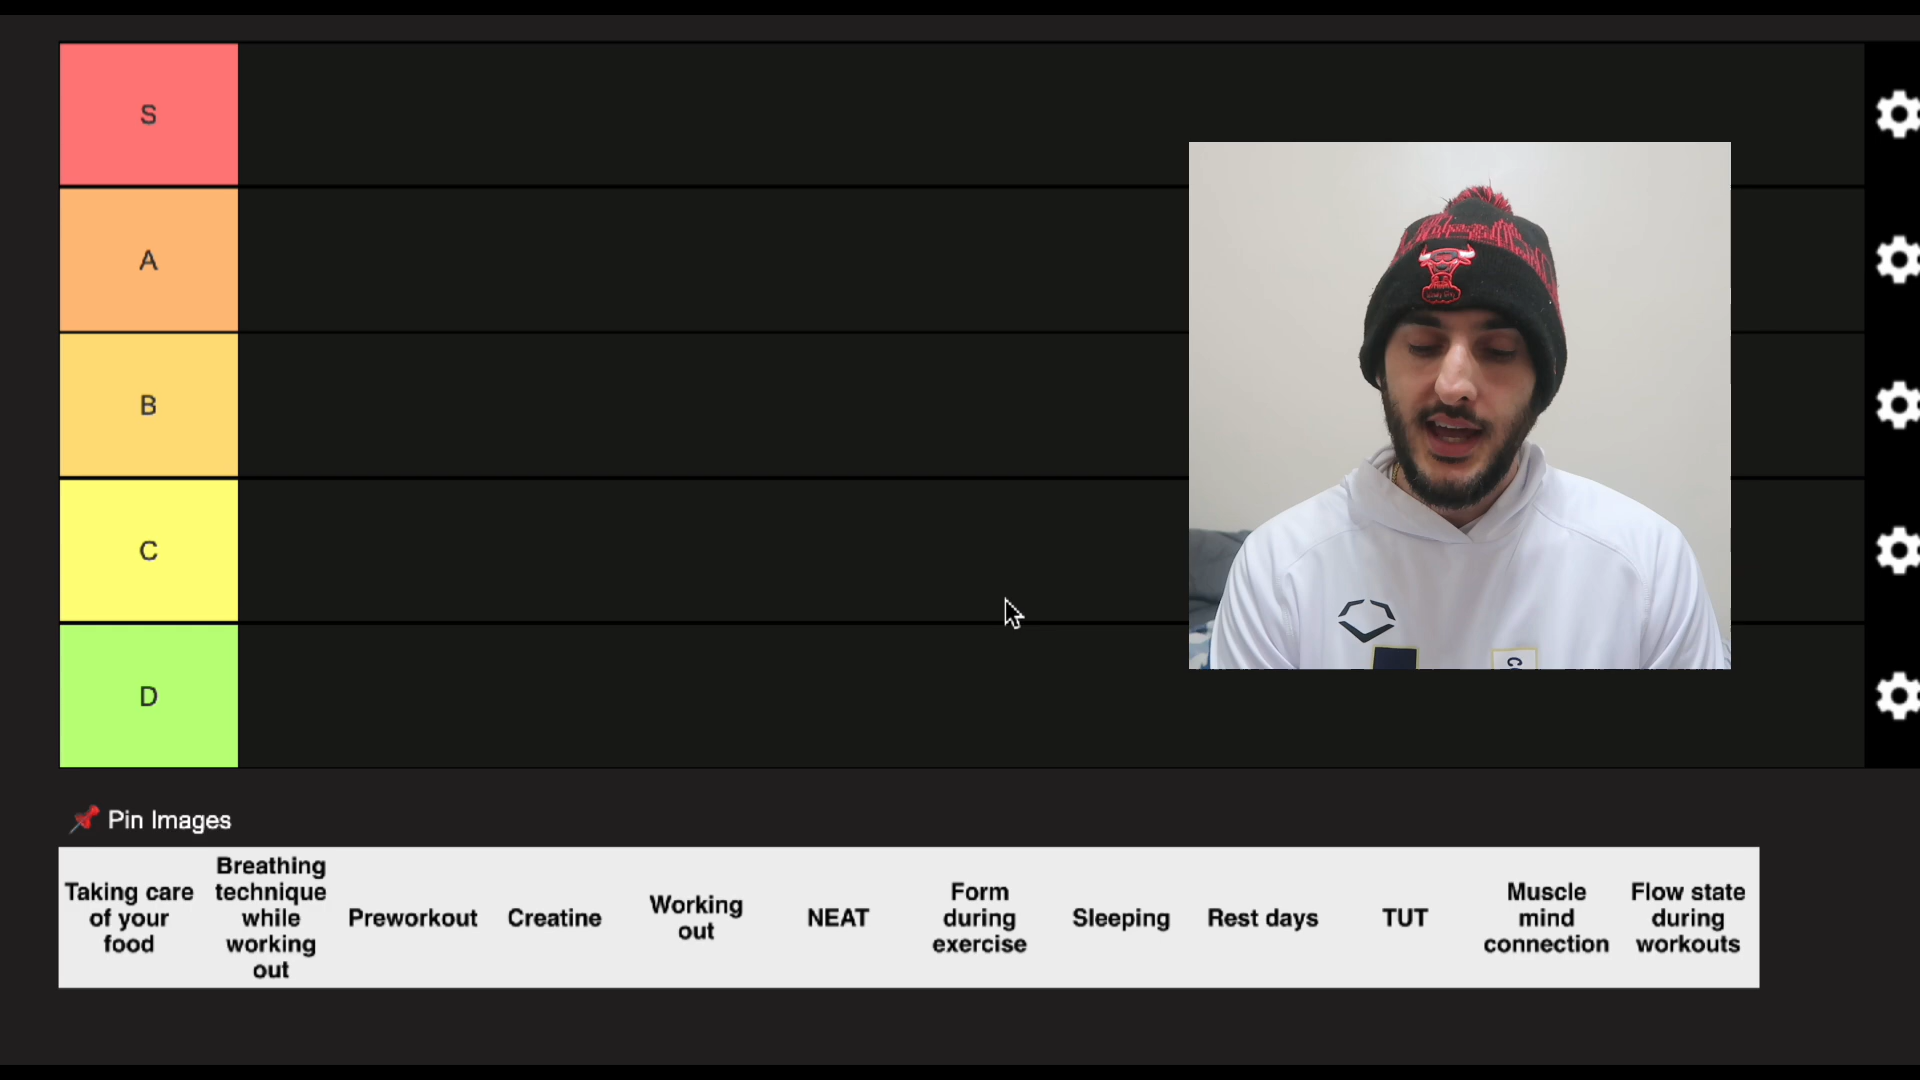 S
A
B
C
D
Pin Images
Taking care
of your
food
Breathing
technique
while
working
out
Preworkout
Creatine
Working
out
NEAT
Form
during
exercise
Sleeping
Rest days
TUT
Muscle
mind
connection
Flow state
during
workouts